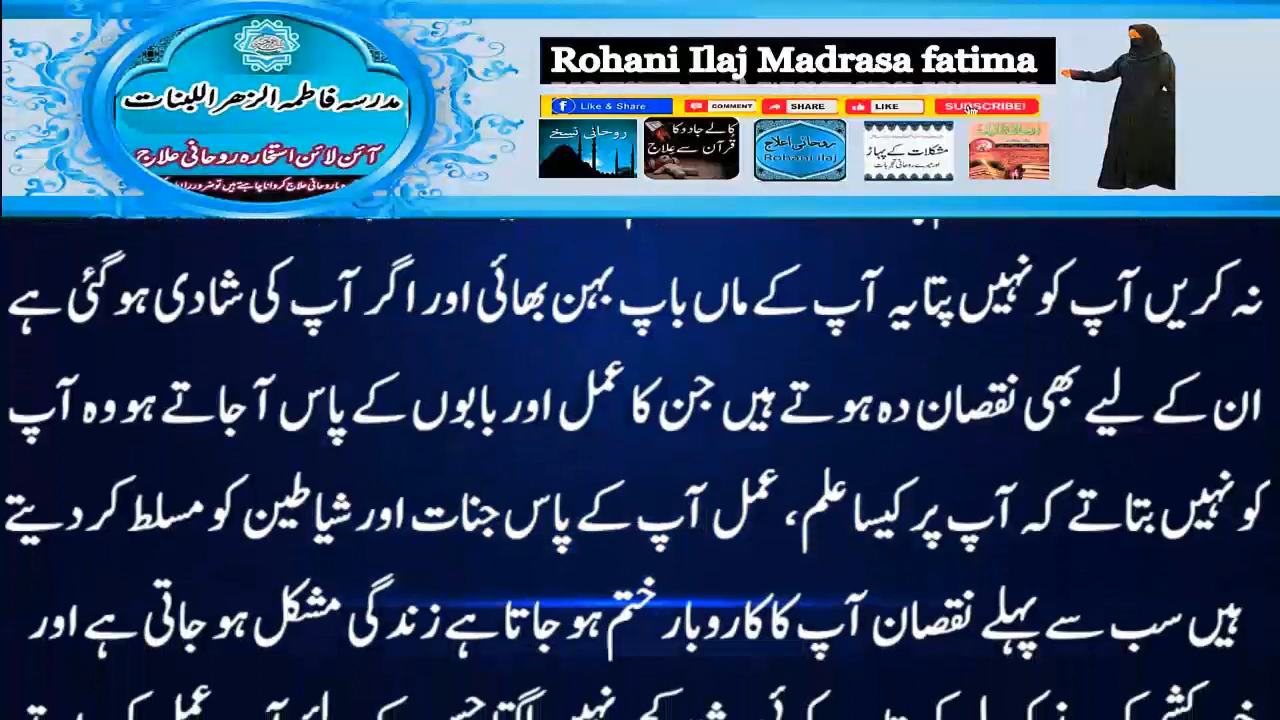 مدرسہ فاطمہ الزھرا للبنات
آئن لائن استخارہ روحانی علاج
Rohani Ilaj Madrasa fatima
Like & Share
COMMENT
SHARE
LIKE
SUBSCRIBE!
روحانی نسخ
کالے جادو کا
قرآن سے علاج
روحانی علاج
Rohani ilaj
مشکلات کے پہاڑ
نہ کریں آپ کو نہیں پتا یہ آپ کے ماں باپ بہن بھائی اور اگر آپ کی شادی ہو گئی ہے
ان کے لیے بھی نقصان دہ ہوتے ہیں جن کا عمل اور بابوں کے پاس آ جاتے ہو وہ آپ
کو نہیں بتاتے کہ آپ پر کیسا علم، عمل آپ کے پاس جنات اور شیاطین کو مسلط کر دیتے
ہیں سب سے پہلے نقصان آپ کا کاروبار ختم ہو جاتا ہے زندگی مشکل ہو جاتی ہے اور